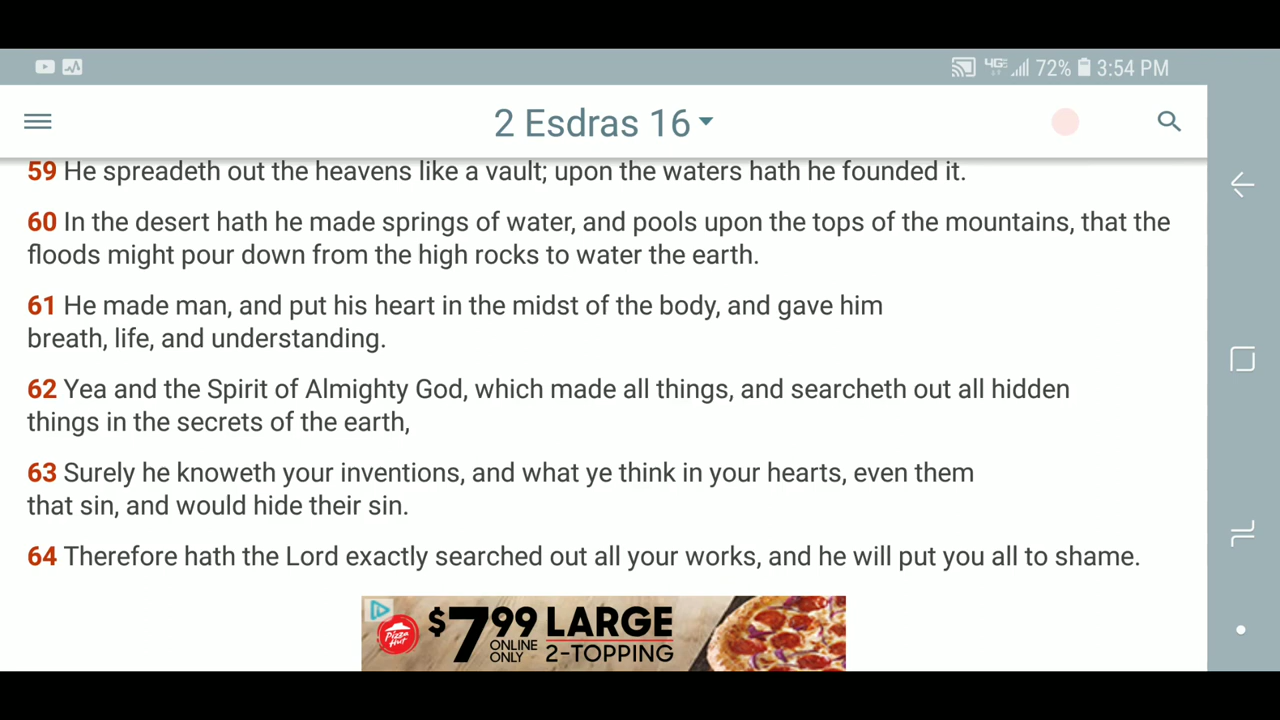 4GE 72% 3:54 PM
2 Esdras 16
59 He spreadeth out the heavens like a vault; upon the waters hath he founded it.
60 In the desert hath he made springs of water, and pools upon the tops of the mountains, that the
floods might pour down from the high rocks to water the earth.
61 He made man, and put his heart in the midst of the body, and gave him
breath, life, and understanding.
62 Yea and the Spirit of Almighty God, which made all things, and searcheth out all hidden
things in the secrets of the earth,
63 Surely he knoweth your inventions, and what ye think in your hearts, even them
that sin, and would hide their sin.
64 Therefore hath the Lord exactly searched out all your works, and he will put you all to shame.
Pizza Hut
$7.99 ONLINE ONLY
LARGE
2-TOPPING